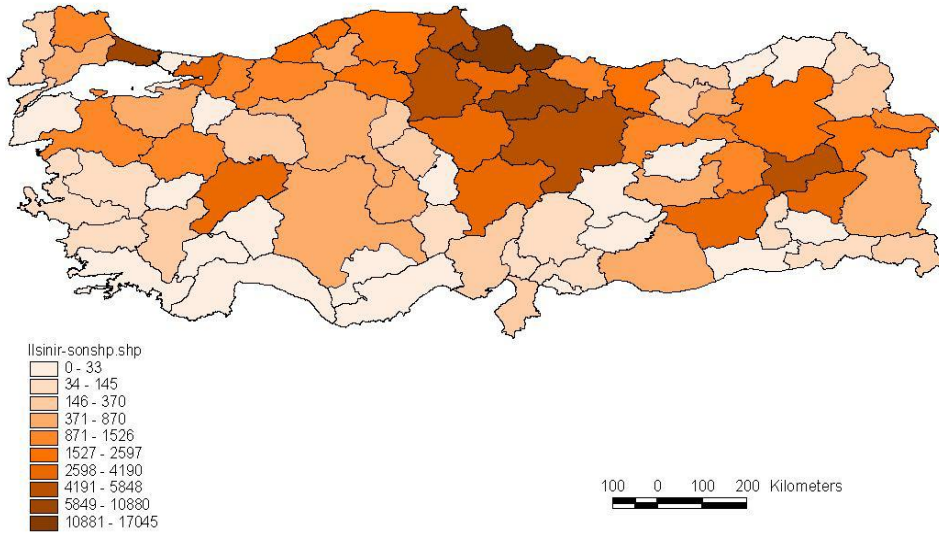 Ilsinir-sonshp.shp
0 - 33
34 - 145
146 - 370
371 - 870
871 - 1526
1527 - 2597
2598 - 4190
4191 - 5848
5849 - 10880
10881 - 17045
100 0 100 200 Kilometers